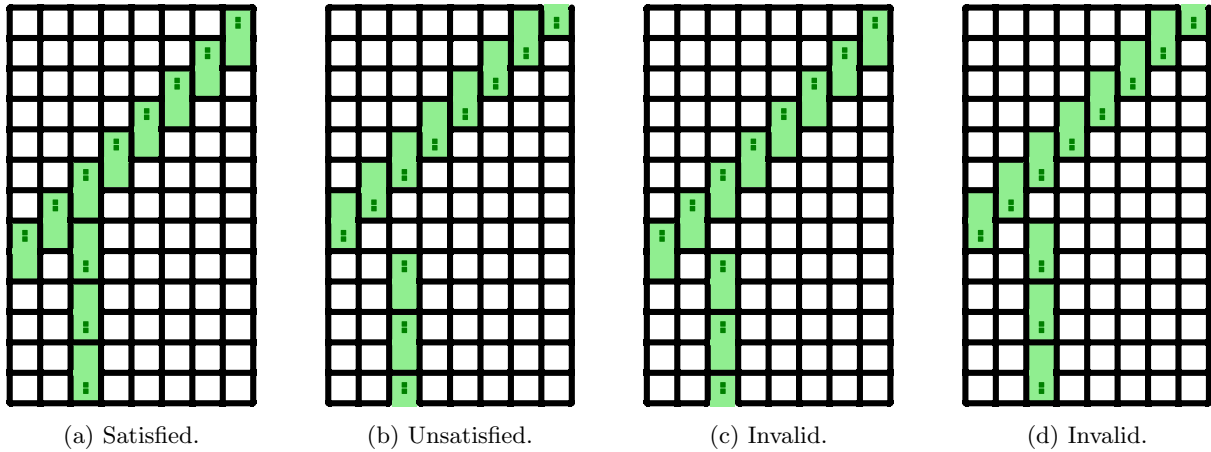 (a) Satisfied.
(b) Unsatisfied.
(c) Invalid.
(d) Invalid.